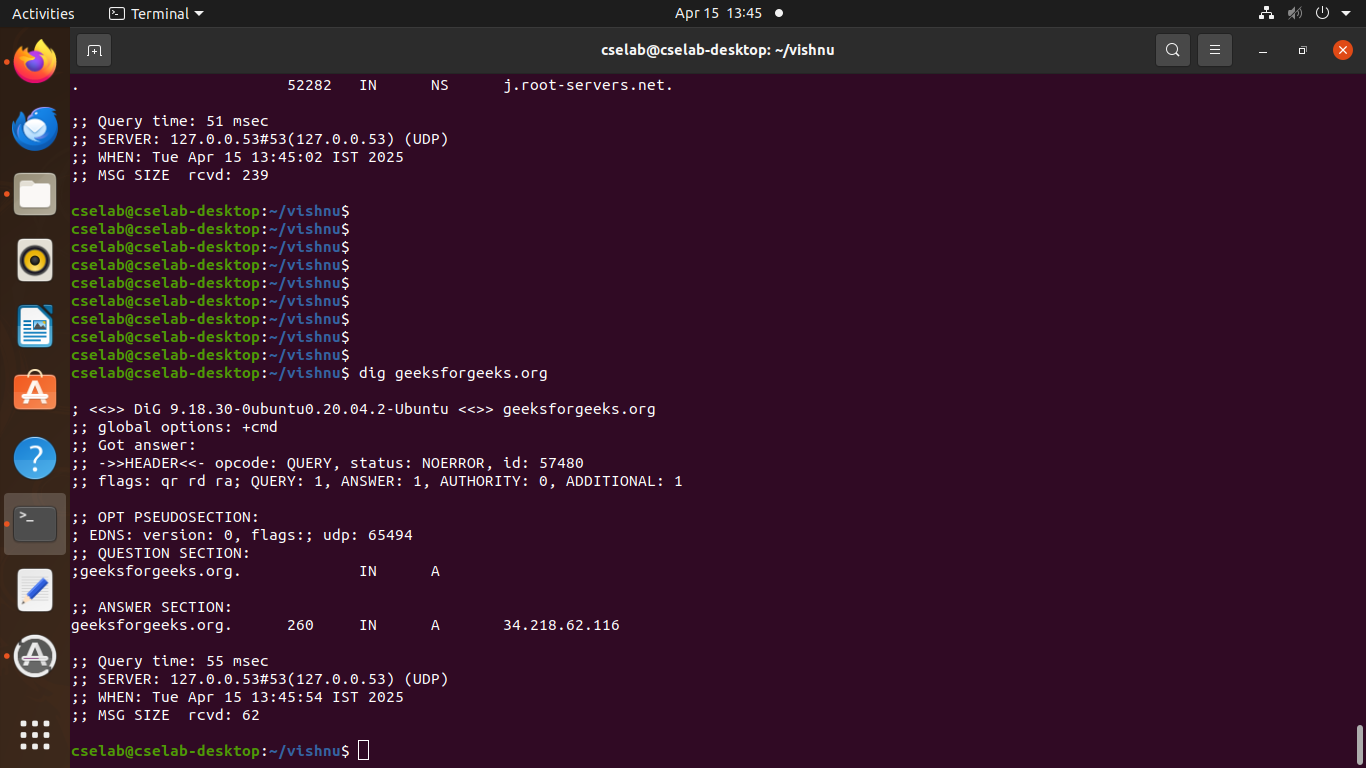 Activities Terminal Apr 15 13:45
cselab@cselab-desktop: ~/vishnu
. 52282 IN NS j.root-servers.net.
;; Query time: 51 msec
;; SERVER: 127.0.0.53#53(127.0.0.53) (UDP)
;; WHEN: Tue Apr 15 13:45:02 IST 2025
;; MSG SIZE  rcvd: 239
cselab@cselab-desktop:~/vishnu$
cselab@cselab-desktop:~/vishnu$
cselab@cselab-desktop:~/vishnu$
cselab@cselab-desktop:~/vishnu$
cselab@cselab-desktop:~/vishnu$
cselab@cselab-desktop:~/vishnu$
cselab@cselab-desktop:~/vishnu$
cselab@cselab-desktop:~/vishnu$
cselab@cselab-desktop:~/vishnu$
cselab@cselab-desktop:~/vishnu$ dig geeksforgeeks.org
; <<>> DiG 9.18.30-0ubuntu0.20.04.2-Ubuntu <<>> geeksforgeeks.org
;; global options: +cmd
;; Got answer:
;; ->>HEADER<<- opcode: QUERY, status: NOERROR, id: 57480
;; flags: qr rd ra; QUERY: 1, ANSWER: 1, AUTHORITY: 0, ADDITIONAL: 1
;; OPT PSEUDOSECTION:
; EDNS: version: 0, flags:; udp: 65494
;; QUESTION SECTION:
;geeksforgeeks.org. IN A
;; ANSWER SECTION:
geeksforgeeks.org. 260 IN A 34.218.62.116
;; Query time: 55 msec
;; SERVER: 127.0.0.53#53(127.0.0.53) (UDP)
;; WHEN: Tue Apr 15 13:45:54 IST 2025
;; MSG SIZE  rcvd: 62
cselab@cselab-desktop:~/vishnu$